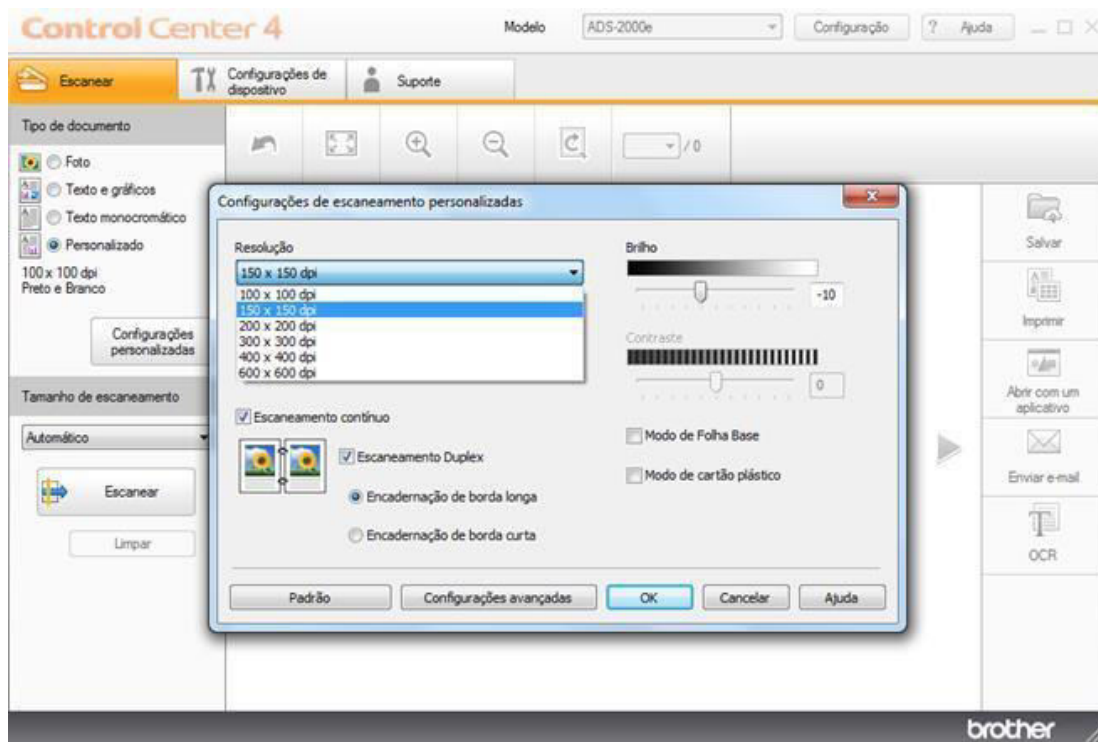 Control Center 4
Modelo
ADS-2000e
Configuração
? Ajuda
Escanear
Configurações de
dispositivo
Suporte
Tipo de documento
Foto
Texto e gráficos
Texto monocromático
Personalizado
100 x 100 dpi
Preto e Branco
Configurações
personalizadas
Tamanho de escaneamento
Automático
Escanear
Limpar
/ 0
Configurações de escaneamento personalizadas
Resolução
150 x 150 dpi
100 x 100 dpi
150 x 150 dpi
200 x 200 dpi
300 x 300 dpi
400 x 400 dpi
600 x 600 dpi
Escaneamento contínuo
Escaneamento Duplex
Encadernação de borda longa
Encadernação de borda curta
Brilho
-10
Contraste
0
Modo de Folha Base
Modo de cartão plástico
Padrão
Configurações avançadas
OK
Cancelar
Ajuda
Salvar
Imprimir
Abrir com um
aplicativo
Enviar e-mail
OCR
brother